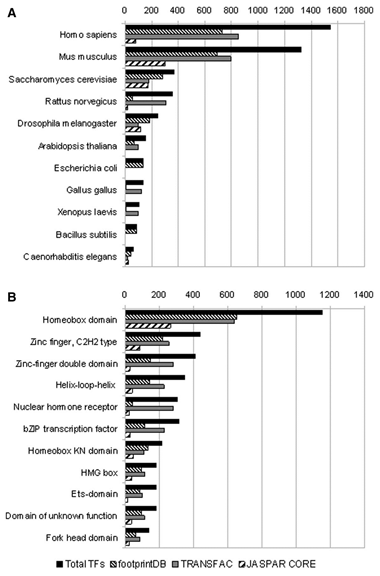 A
0 200 400 600 800 1000 1200 1400 1600
Homo sapiens
Mus musculus
Saccharomyces cerevisiae
Rattus norvegicus
Drosophila melanogaster
Arabidopsis thaliana
Escherichia coli
Gallus gallus
Xenopus laevis
Bacillus subtilis
Caenorhabditis elegans
B
0 200 400 600 800 1000 1200 1400
Homeobox domain
Zinc finger, C2H2 type
Zinc-finger double domain
Helix-loop-helix
Nuclear hormone receptor
bZIP transcription factor
Homeobox KN domain
HMG box
Ets-domain
Domain of unknown function
Fork head domain
Total TFs footprintDB TRANSFAC JASPAR CORE